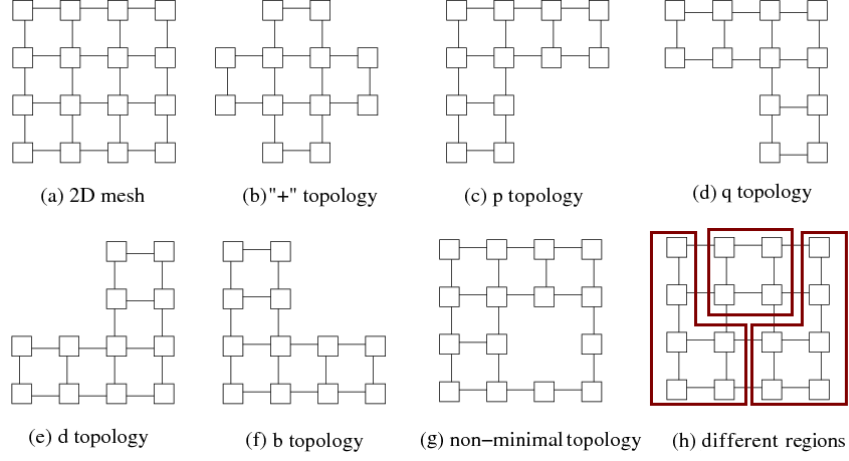 (a) 2D mesh
(b)"+" topology
(c) p topology
(d) q topology
(e) d topology
(f) b topology
(g) non−minimal topology
(h) different regions